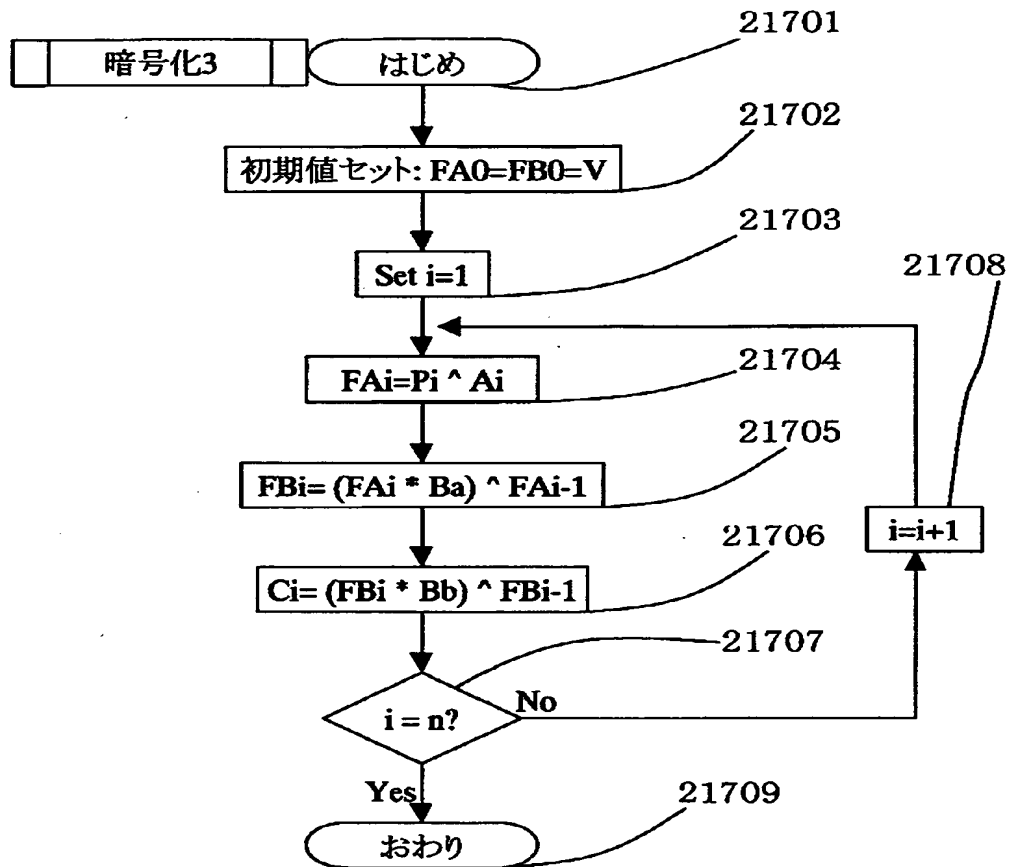 21701
暗号化3
はじめ
21702
初期値セット: FA0=FB0=V
21703
Set i=1
21708
21704
FAi=Pi ^ Ai
21705
FBi= (FAi * Ba) ^ FAi-1
i=i+1
21706
Ci= (FBi * Bb) ^ FBi-1
21707
i = n?
No
Yes
21709
おわり